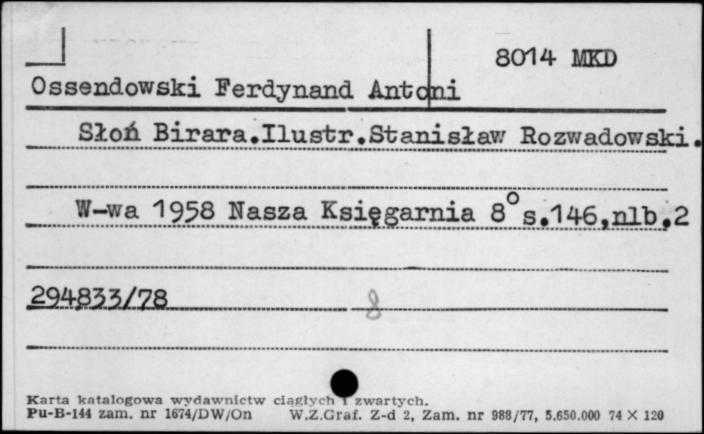 8014 MKD
Ossendowski Ferdynand Antoni
Słoń Birara.Ilustr.Stanisław Rozwadowski.
W-wa 1958 Nasza Księgarnia 8° s.146,nlb.2
294833/78 8
Karta katalogowa wydawnictw ciągłych i zwartych.
Pu-B-144 zam. nr 1674/DW/On W.Z.Graf. Z-d 2, Zam. nr 988/77, 5.650.000 74 X 120